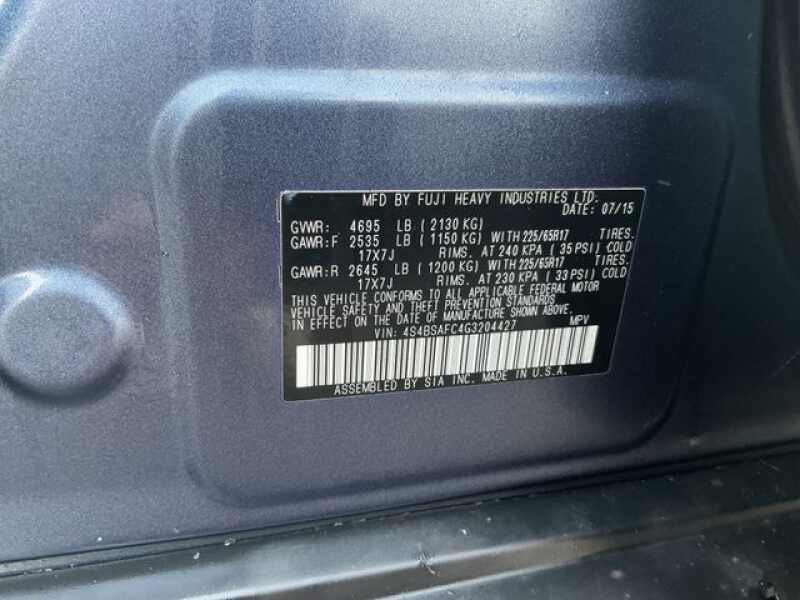 MFD BY FUJI HEAVY INDUSTRIES LTD.
DATE: 07/15
GVWR: 4695 LB ( 2130 KG)
GAWR:F 2535 LB ( 1150 KG) WITH 225/65R17 TIRES.
17X7J RIMS. AT 240 KPA ( 35 PSI) COLD
GAWR:R 2645 LB ( 1200 KG) WITH 225/65R17 TIRES.
17X7J RIMS. AT 230 KPA ( 33 PSI) COLD
THIS VEHICLE CONFORMS TO ALL APPLICABLE FEDERAL MOTOR
VEHICLE SAFETY AND THEFT PREVENTION STANDARDS
IN EFFECT ON THE DATE OF MANUFACTURE SHOWN ABOVE.
VIN: 4S4BSAFC4G3204427 MPV
ASSEMBLED BY SIA INC. MADE IN U.S.A.